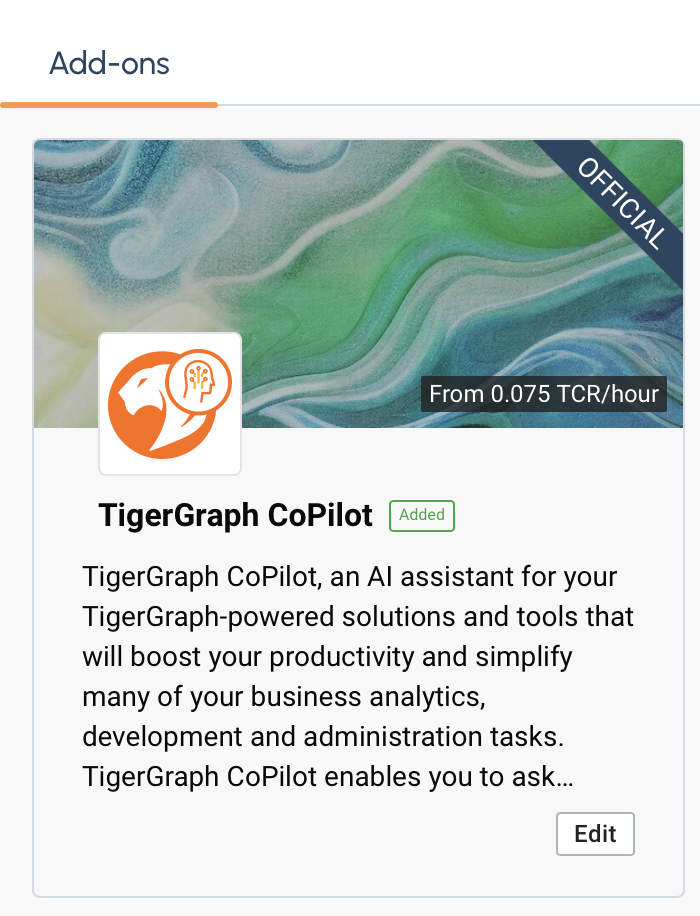 Add-ons
OFFICIAL
From 0.075 TCR/hour
TigerGraph CoPilot
Added
TigerGraph CoPilot, an AI assistant for your
TigerGraph-powered solutions and tools that
will boost your productivity and simplify
many of your business analytics,
development and administration tasks.
TigerGraph CoPilot enables you to ask...
Edit